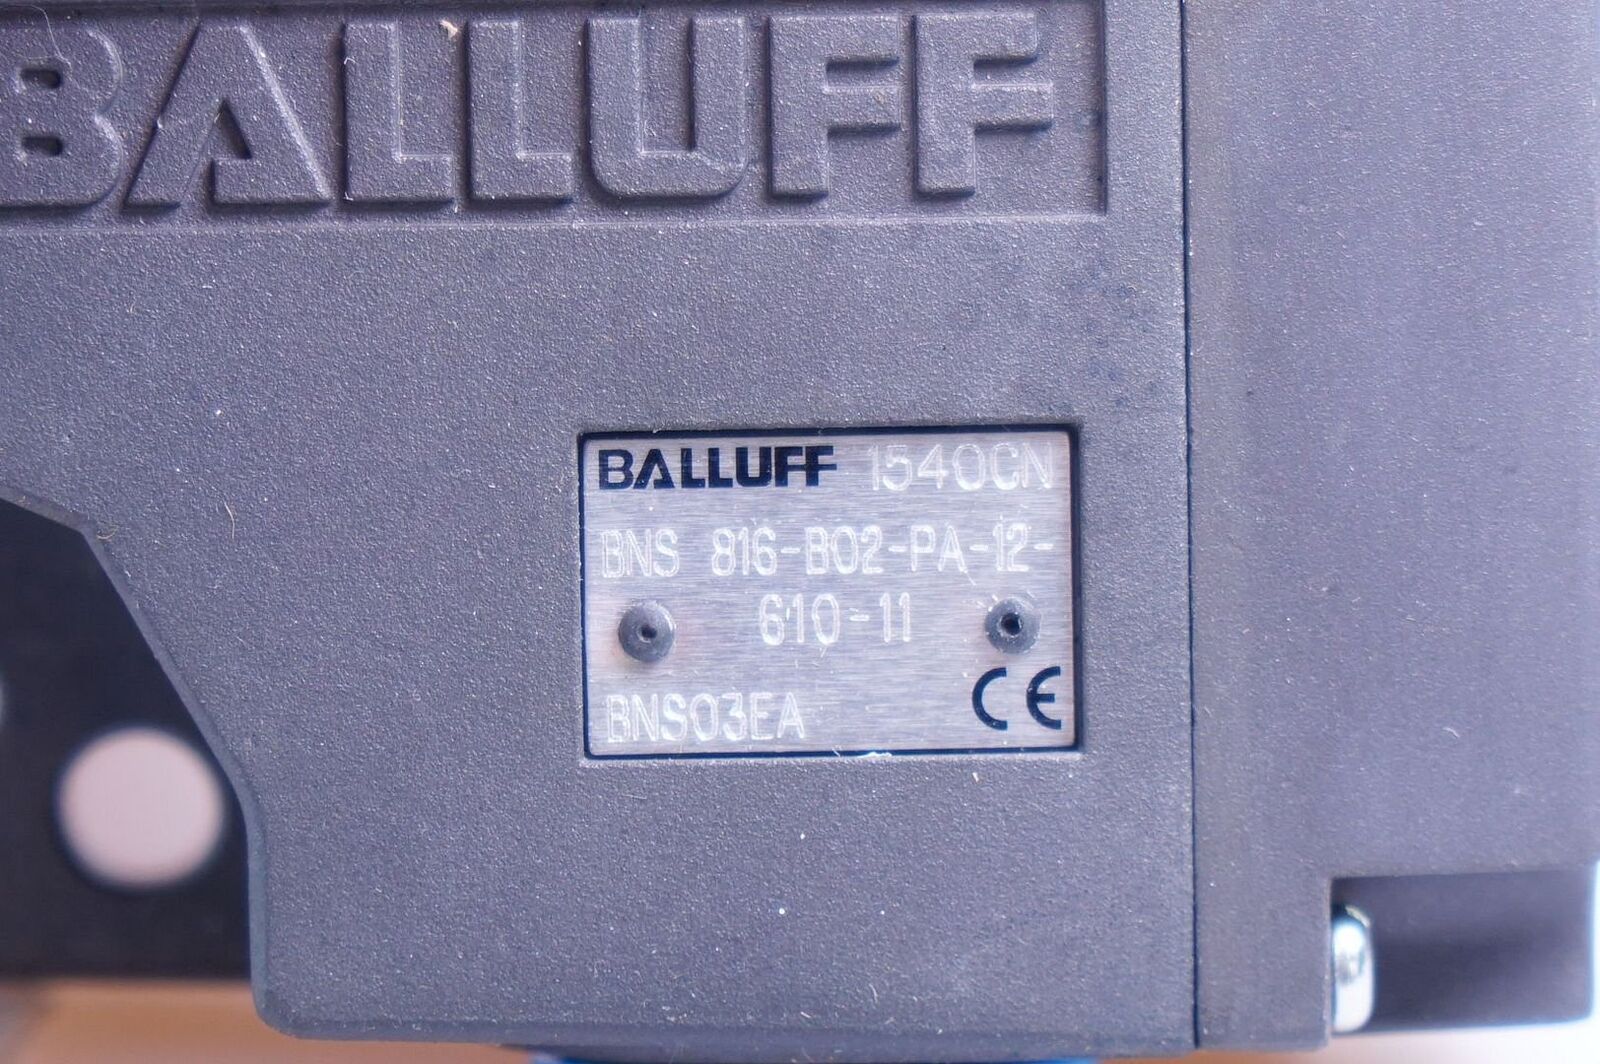 BALLUFF
BALLUFF 1540CN
BNS 816-B02-PA-12-
610-11
BNS03EA
CE